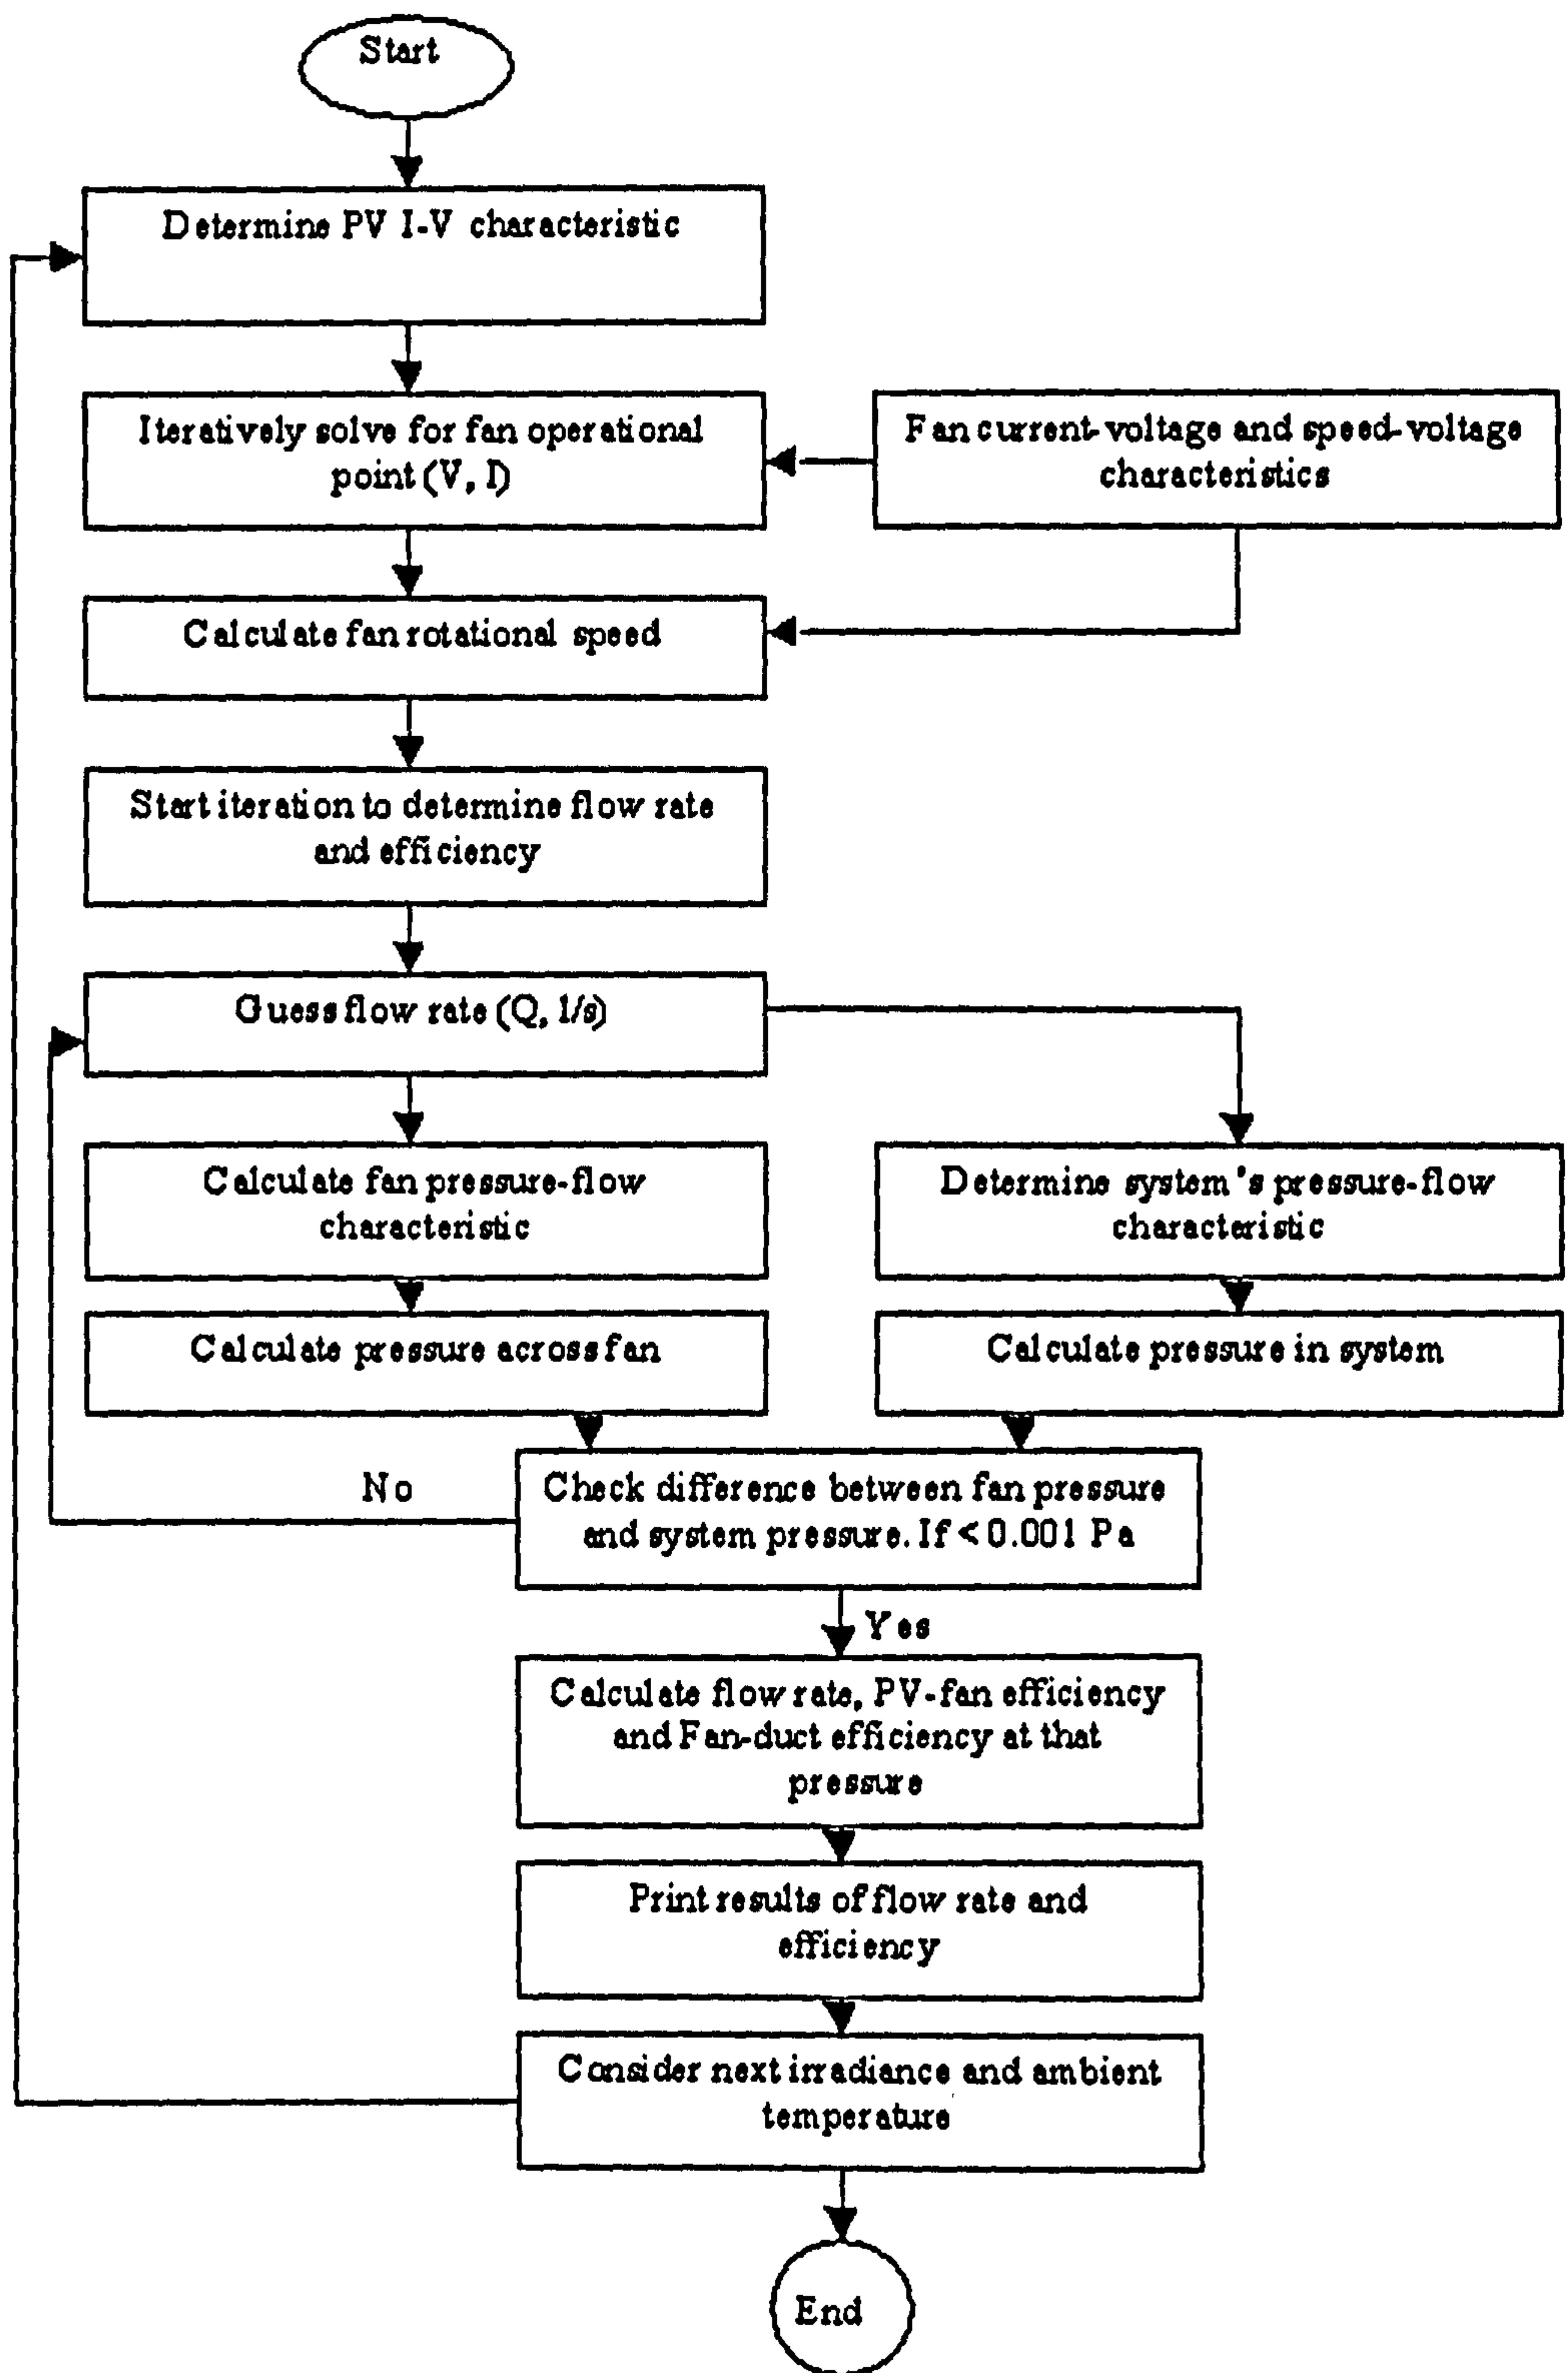 Start
Determine PV I-V characteristic
Iteratively solve for fan operational
point (V, I)
Fan current-voltage and speed-voltage
characteristics
Calculate fan rotational speed
Start iteration to determine flow rate
and efficiency
Guess flow rate (Q, l/s)
Calculate fan pressure-flow
characteristic
Determine system's pressure-flow
characteristic
Calculate pressure across fan
Calculate pressure in system
No
Check difference between fan pressure
and system pressure. If < 0.001 Pa
Yes
Calculate flow rate, PV-fan efficiency
and Fan-duct efficiency at that
pressure
Print results of flow rate and
efficiency
Consider next irradiance and ambient
temperature
End